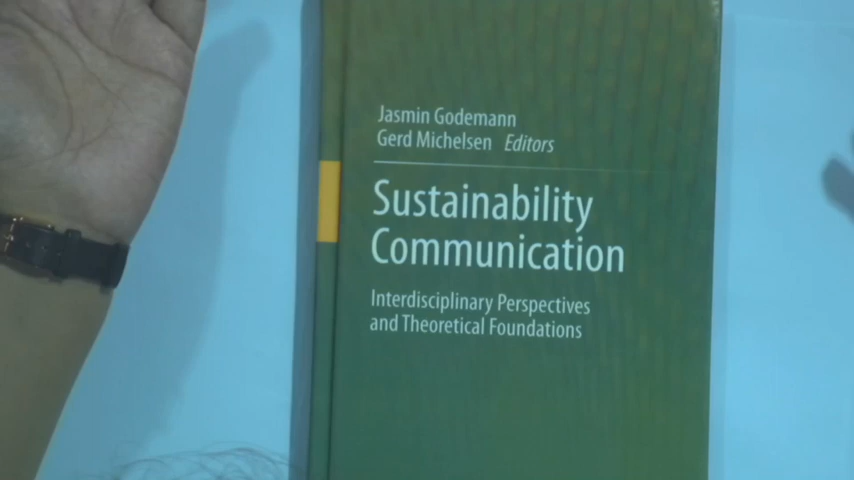 Jasmin Godemann
Gerd Michelsen Editors
Sustainability
Communication
Interdisciplinary Perspectives
and Theoretical Foundations